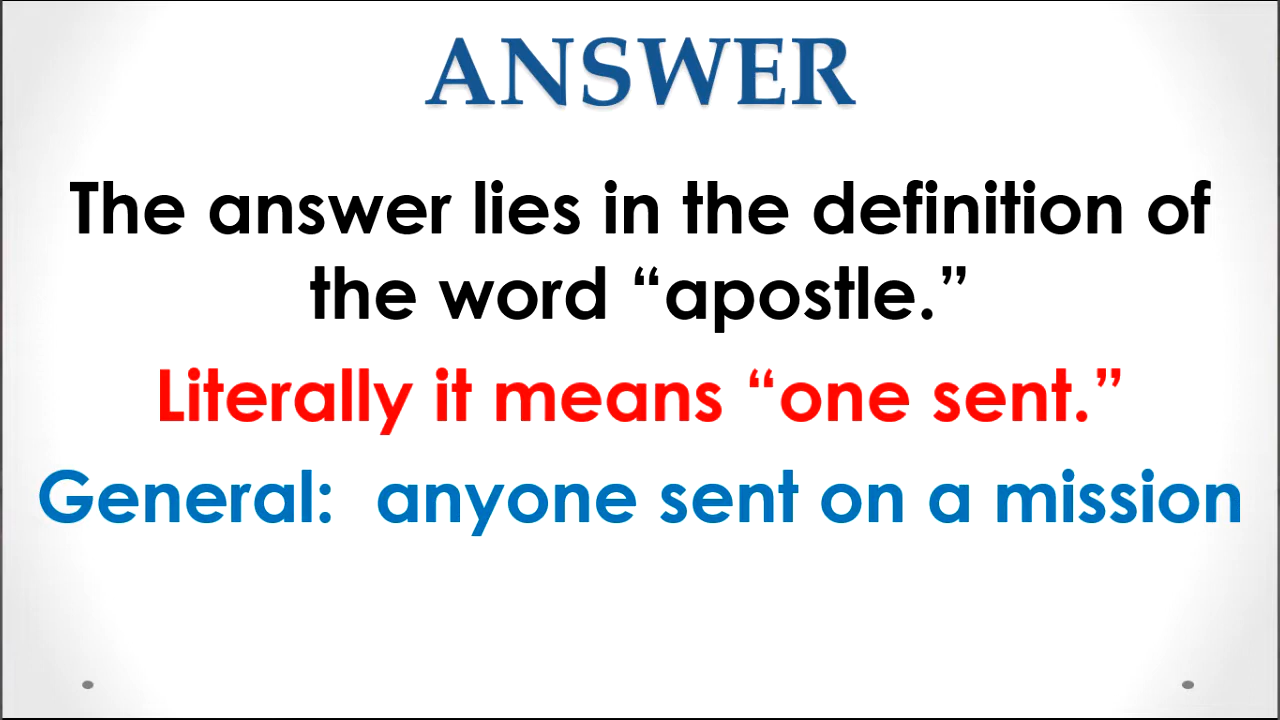 ANSWER
The answer lies in the definition of
the word “apostle.”
Literally it means “one sent.”
General:  anyone sent on a mission